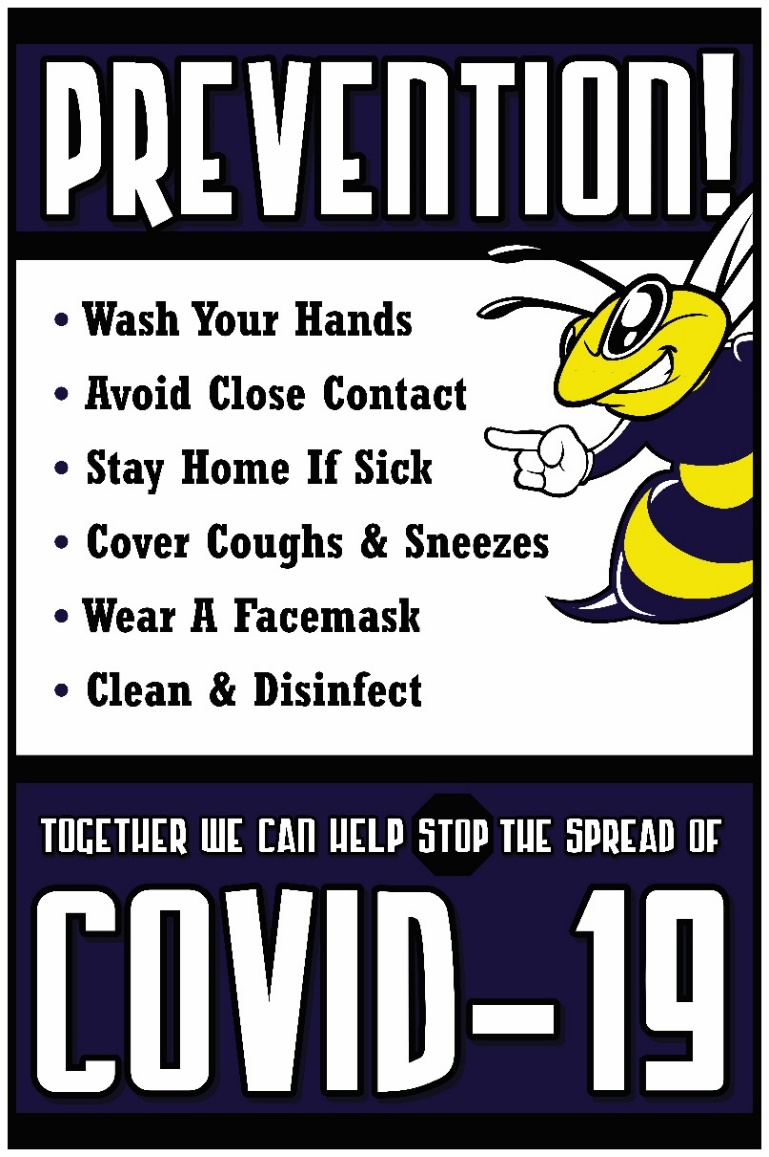 PREVENTION!
• Wash Your Hands
• Avoid Close Contact
• Stay Home If Sick
• Cover Coughs & Sneezes
• Wear A Facemask
• Clean & Disinfect
TOGETHER WE CAN HELP STOP THE SPREAD OF
COVID-19